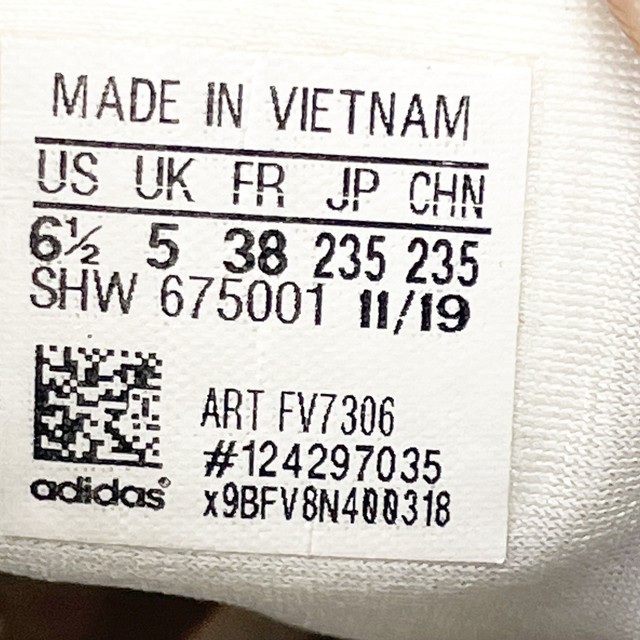 MADE IN VIETNAM
US UK FR JP CHN
6½ 5 38 235 235
SHW 675001 11/19
ART FV7306
#124297035
adidas® x9BFV8N400318